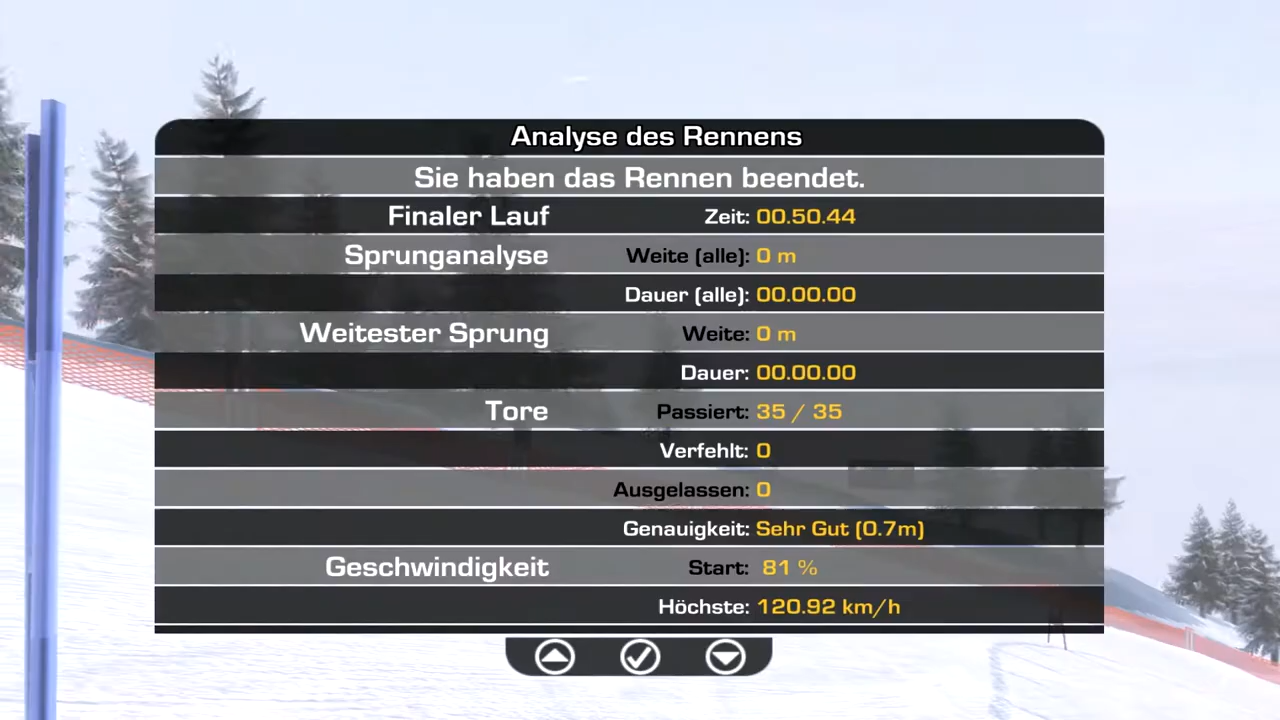 Analyse des Rennens
Sie haben das Rennen beendet.
Finaler Lauf Zeit: 00.50.44
Sprunganalyse Weite (alle): 0 m
Dauer (alle): 00.00.00
Weitester Sprung Weite: 0 m
Dauer: 00.00.00
Tore Passiert: 35 / 35
Verfehlt: 0
Ausgelassen: 0
Genauigkeit: Sehr Gut (0.7m)
Geschwindigkeit Start: 81 %
Höchste: 120.92 km/h